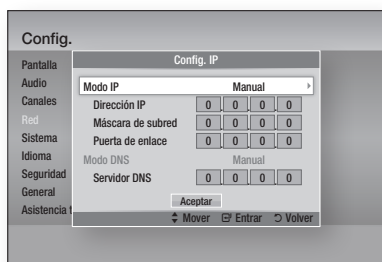 Config.
Pantalla
Audio
Canales
Red
Sistema
Idioma
Seguridad
General
Asistencia t
Config. IP
Modo IP Manual
Dirección IP 0 . 0 . 0 . 0
Máscara de subred 0 . 0 . 0 . 0
Puerta de enlace 0 . 0 . 0 . 0
Modo DNS Manual
Servidor DNS 0 . 0 . 0 . 0
Aceptar
Mover Entrar Volver